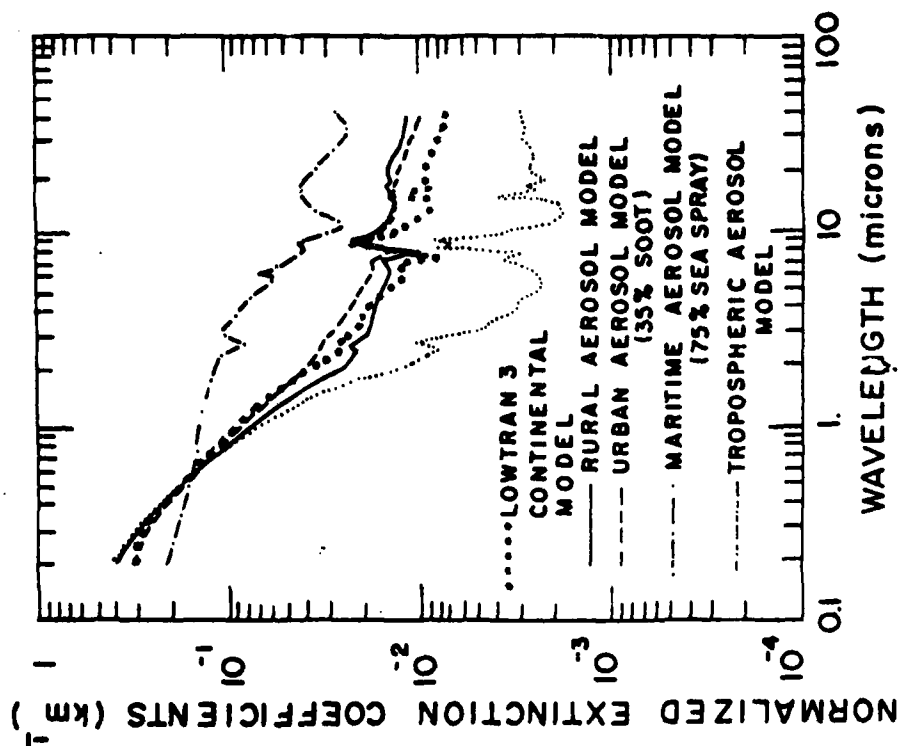 NORMALIZED EXTINCTION COEFFICIENTS (km⁻¹)
1
10⁻¹
10⁻²
10⁻³
10⁻⁴
0.1
1.
10
100
WAVELENGTH (microns)
LOWTRAN 3
CONTINENTAL
MODEL
RURAL AEROSOL MODEL
URBAN AEROSOL MODEL
(35% SOOT)
MARITIME AEROSOL MODEL
(75% SEA SPRAY)
TROPOSPHERIC AEROSOL
MODEL